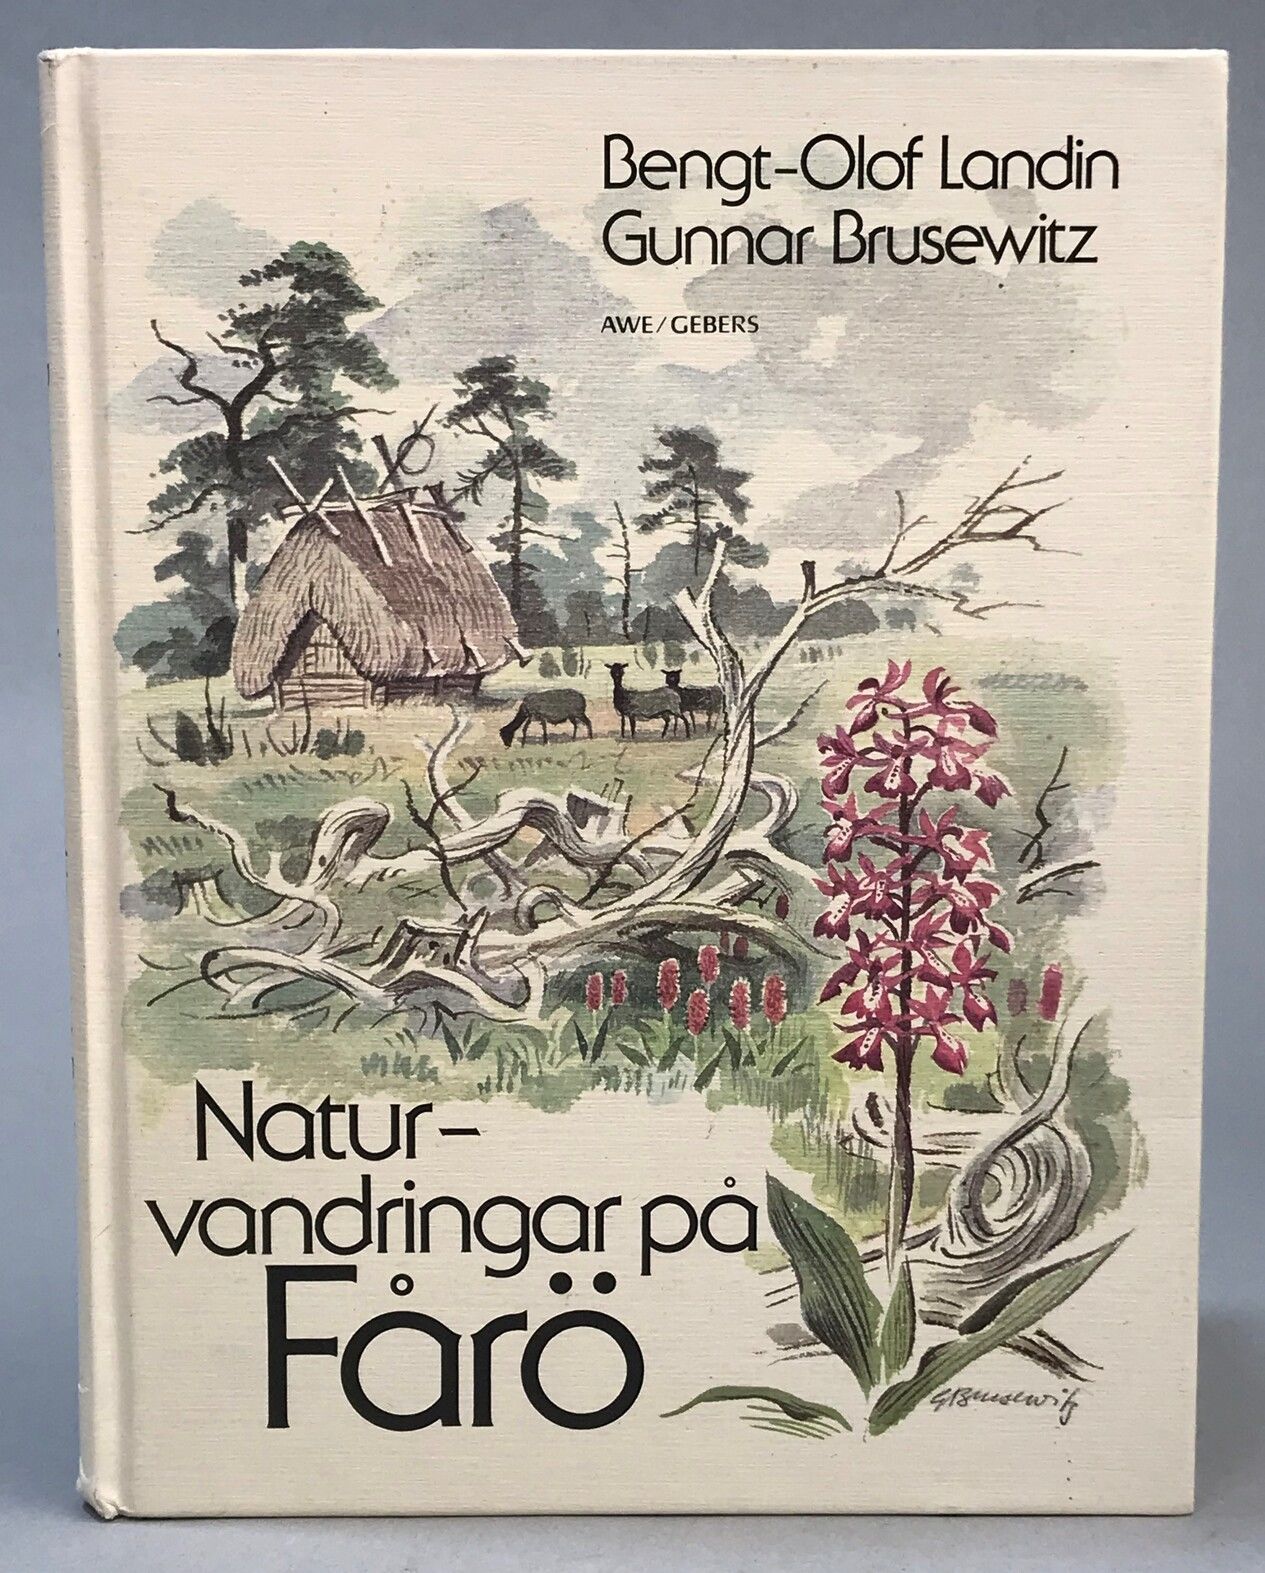 Bengt-Olof Landin
Gunnar Brusewitz
AWE/GEBERS
Natur-
vandringar på
Fårö
GBrusewitz